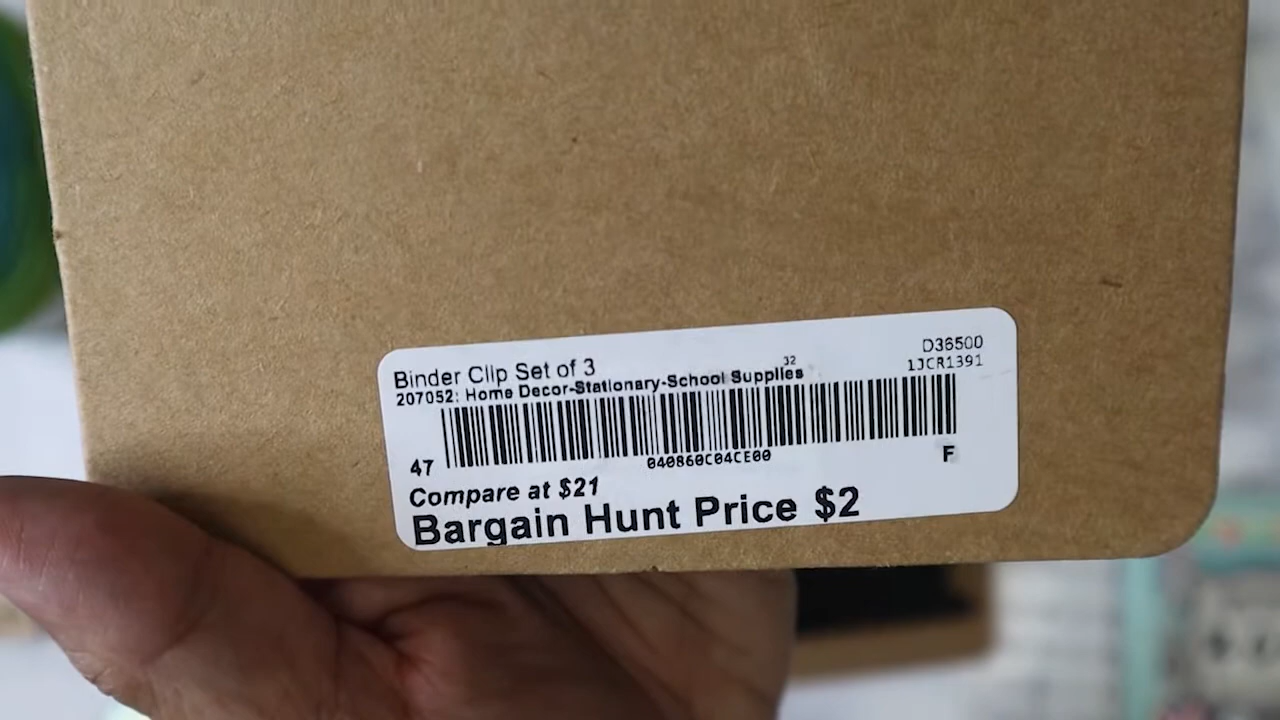 Binder Clip Set of 3
D36500
207052: Home Decor-Stationary-School Supplies
32
1JCR1391
47
040860C04CE00
F
Compare at $21
Bargain Hunt Price $2